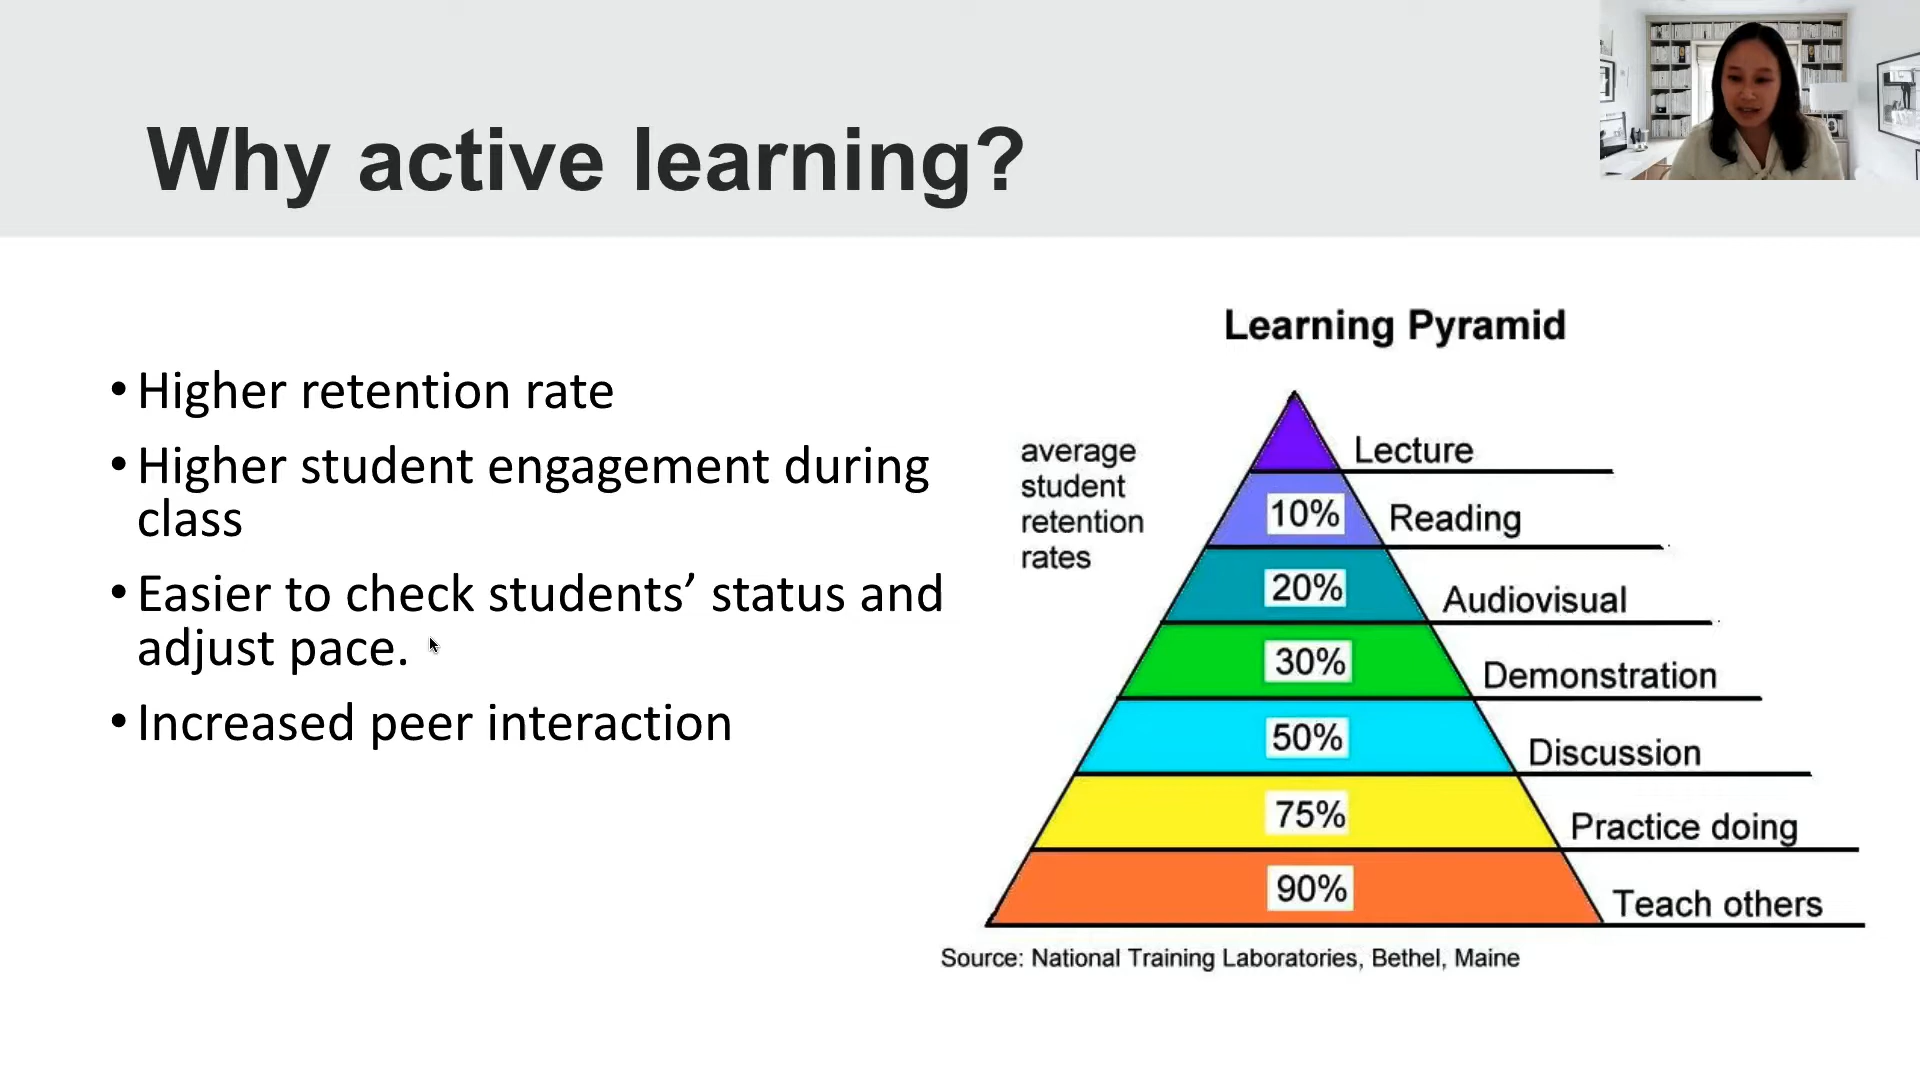 Why active learning?
• Higher retention rate
• Higher student engagement during
class
• Easier to check students’ status and
adjust pace.
• Increased peer interaction
Learning Pyramid
average
student
retention
rates
Lecture
10% Reading
20% Audiovisual
30% Demonstration
50% Discussion
75% Practice doing
90% Teach others
Source: National Training Laboratories, Bethel, Maine